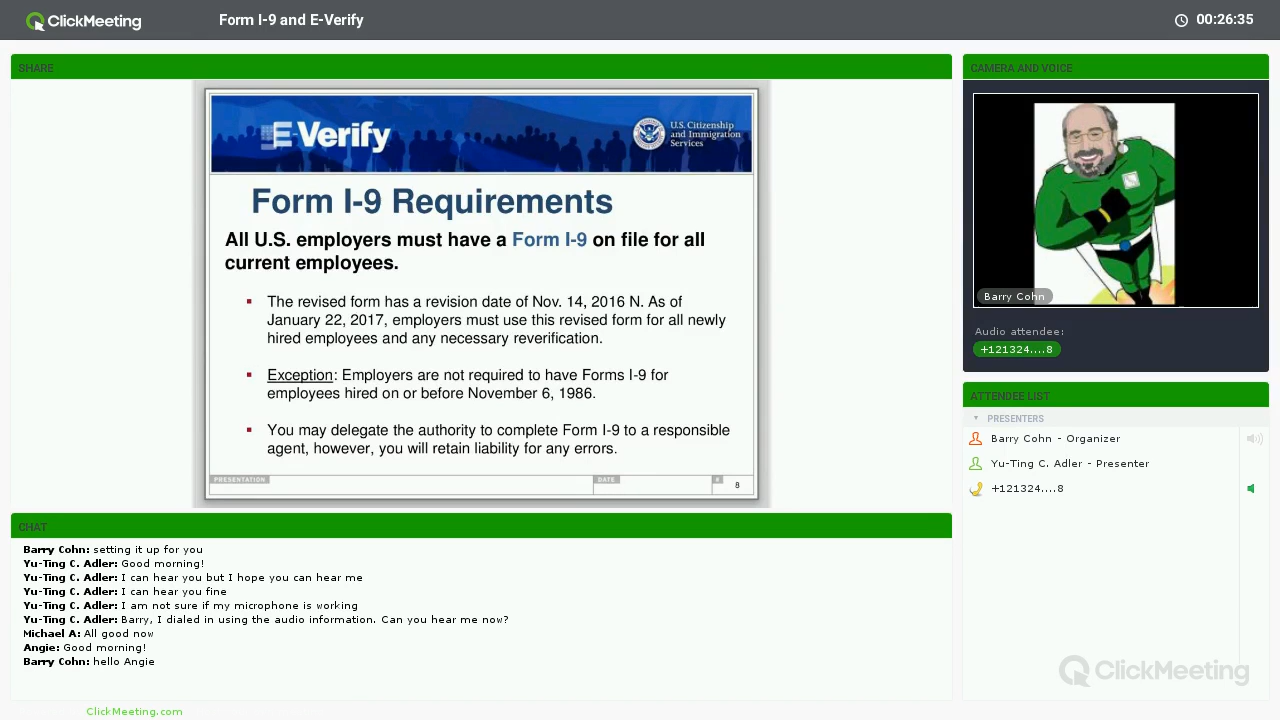 ClickMeeting
Form I-9 and E-Verify
00:26:35
SHARE
E-Verify
U.S. Citizenship
and Immigration
Services
Form I-9 Requirements
All U.S. employers must have a Form I-9 on file for all
current employees.
The revised form has a revision date of Nov. 14, 2016 N. As of
January 22, 2017, employers must use this revised form for all newly
hired employees and any necessary reverification.
Exception: Employers are not required to have Forms I-9 for
employees hired on or before November 6, 1986.
You may delegate the authority to complete Form I-9 to a responsible
agent, however, you will retain liability for any errors.
PRESENTATION
DATE
#
8
CHAT
Barry Cohn: setting it up for you
Yu-Ting C. Adler: Good morning!
Yu-Ting C. Adler: I can hear you but I hope you can hear me
Yu-Ting C. Adler: I can hear you fine
Yu-Ting C. Adler: I am not sure if my microphone is working
Yu-Ting C. Adler: Barry, I dialed in using the audio information. Can you hear me now?
Michael A: All good now
Angie: Good morning!
Barry Cohn: hello Angie
ClickMeeting.com
CAMERA AND VOICE
Barry Cohn
Audio attendee:
+121324....8
ATTENDEE LIST
PRESENTERS
Barry Cohn - Organizer
Yu-Ting C. Adler - Presenter
+121324....8
ClickMeeting